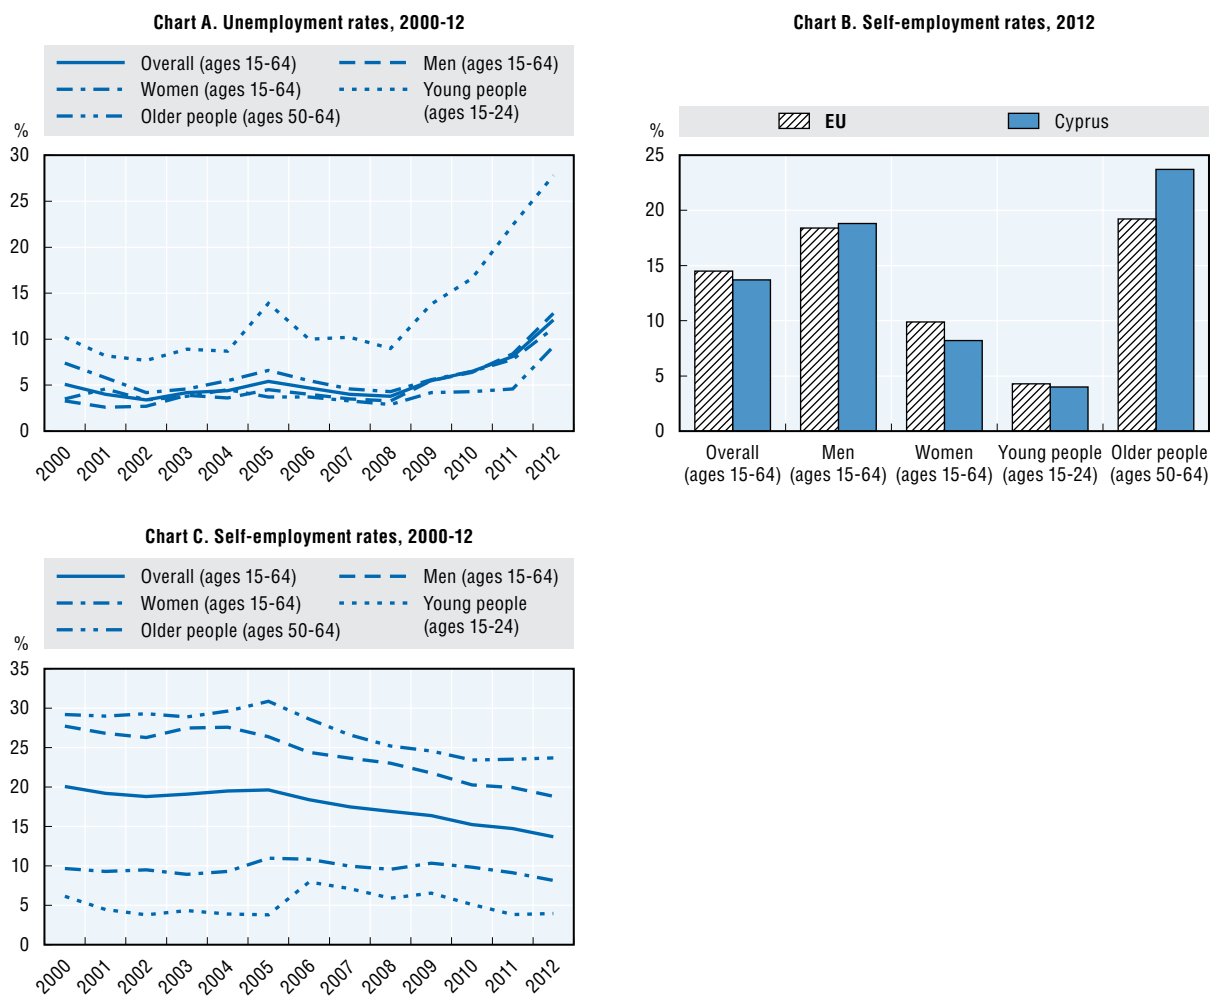 Chart A. Unemployment rates, 2000-12
Overall (ages 15-64)
Men (ages 15-64)
Women (ages 15-64)
Young people
(ages 15-24)
Older people (ages 50-64)
%
30
25
20
15
10
5
0
2000
2001
2002
2003
2004
2005
2006
2007
2008
2009
2010
2011
2012
Chart B. Self-employment rates, 2012
EU
Cyprus
%
25
20
15
10
5
0
Overall
(ages 15-64)
Men
(ages 15-64)
Women
(ages 15-64)
Young people
(ages 15-24)
Older people
(ages 50-64)
Chart C. Self-employment rates, 2000-12
Overall (ages 15-64)
Men (ages 15-64)
Women (ages 15-64)
Young people
(ages 15-24)
Older people (ages 50-64)
%
35
30
25
20
15
10
5
0
2000
2001
2002
2003
2004
2005
2006
2007
2008
2009
2010
2011
2012